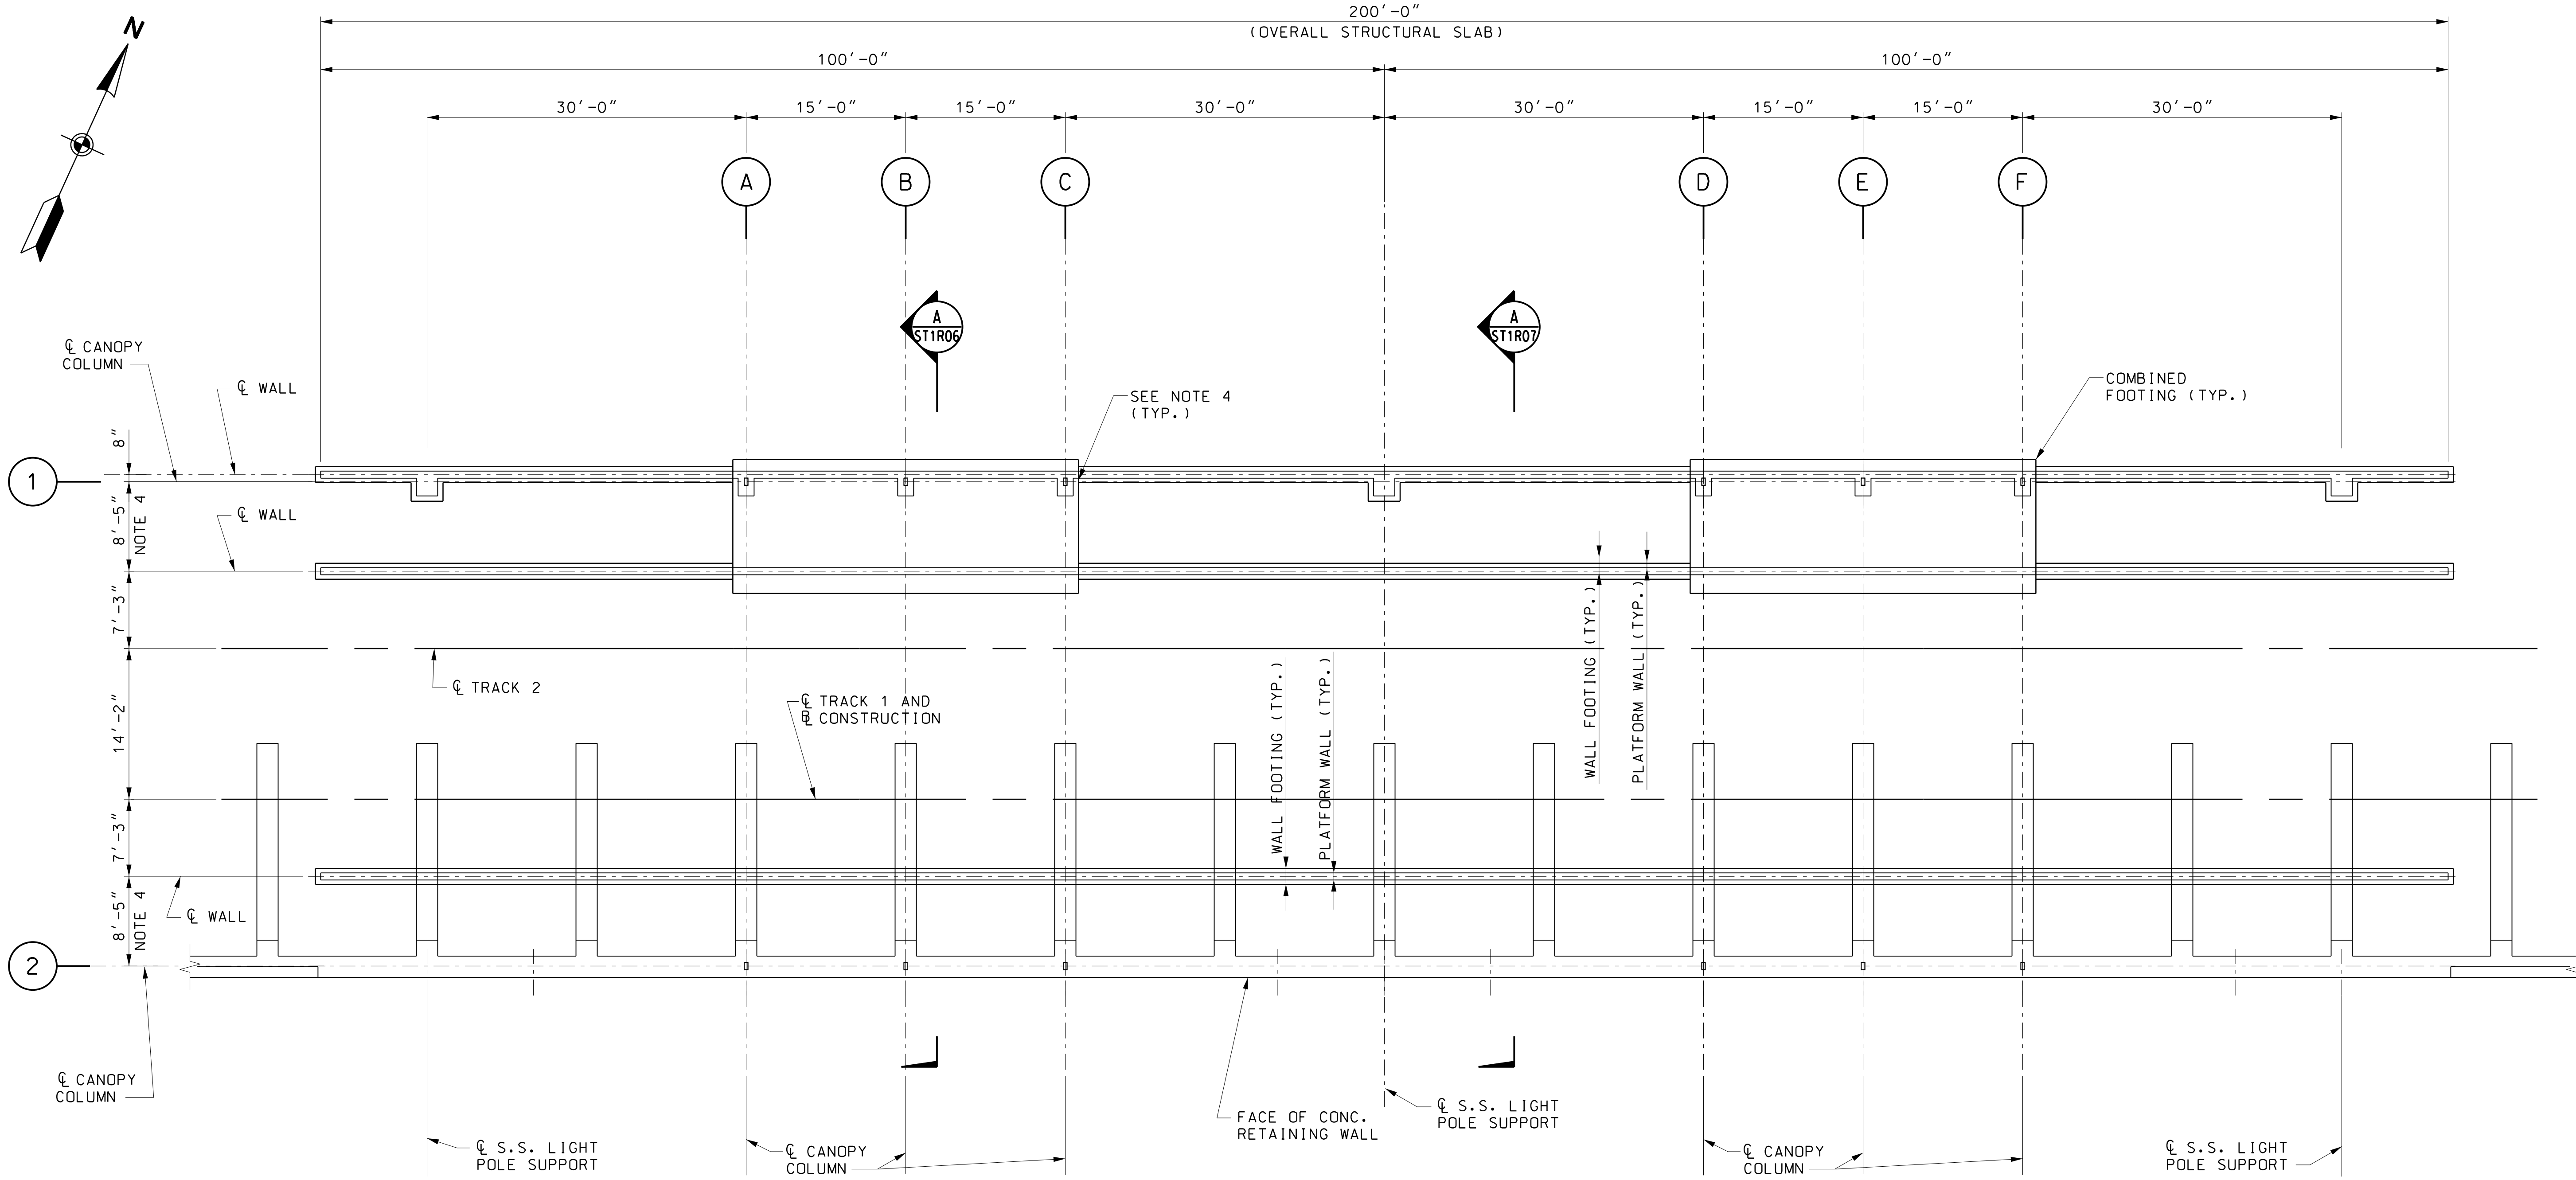 N
200'-0"
(OVERALL STRUCTURAL SLAB)
100'-0"
100'-0"
30'-0"
15'-0"
15'-0"
30'-0"
30'-0"
15'-0"
15'-0"
30'-0"
A
B
C
D
E
F
A
ST1R06
A
ST1R07
℄ CANOPY
COLUMN
℄ WALL
SEE NOTE 4
(TYP.)
COMBINED
FOOTING (TYP.)
8"
1
8'-5"
NOTE 4
℄ WALL
7'-3"
WALL FOOTING (TYP.)
PLATFORM WALL (TYP.)
℄ TRACK 2
14'-2"
℄ TRACK 1 AND
B CONSTRUCTION
WALL FOOTING (TYP.)
PLATFORM WALL (TYP.)
7'-3"
8'-5"
NOTE 4
℄ WALL
2
℄ CANOPY
COLUMN
FACE OF CONC.
RETAINING WALL
℄ S.S. LIGHT
POLE SUPPORT
℄ S.S. LIGHT
POLE SUPPORT
℄ CANOPY
COLUMN
℄ CANOPY
COLUMN
℄ S.S. LIGHT
POLE SUPPORT